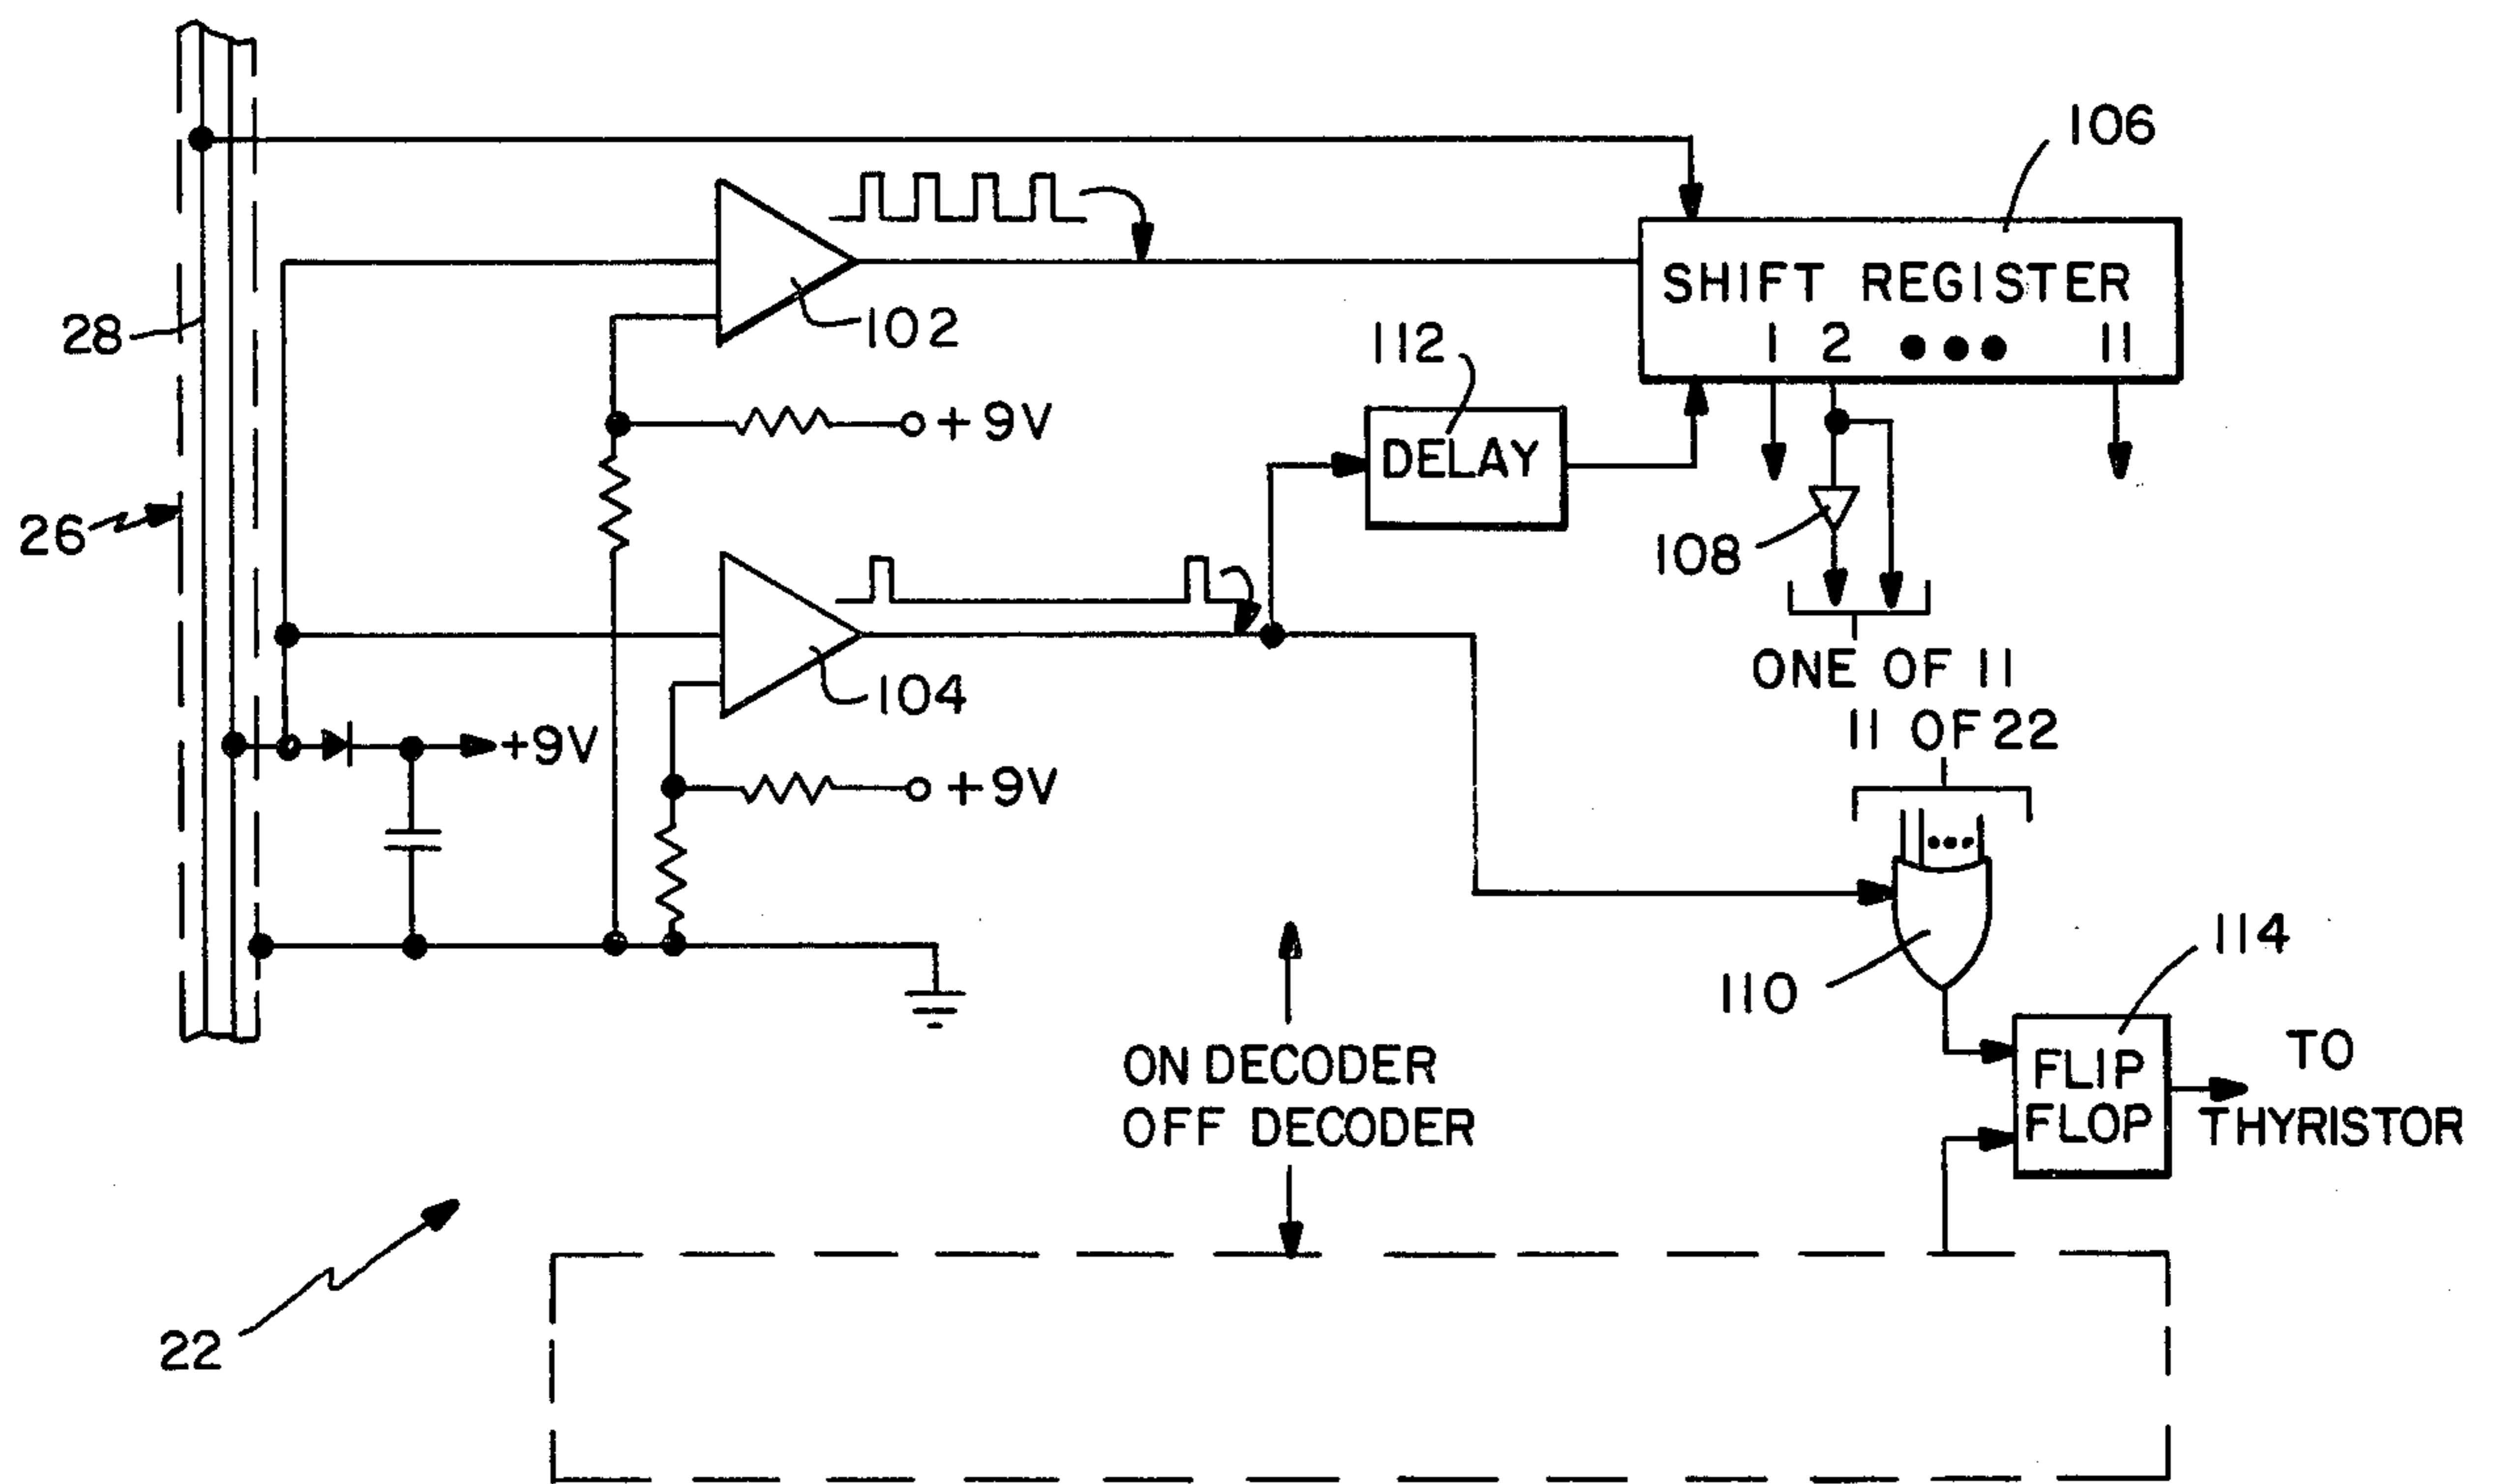 106
SHIFT REGISTER
1 2 ●●● 11
28
102
112
+9V
DELAY
26
108
ONE OF 11
104
11 OF 22
+9V
+9V
110
114
ON DECODER
OFF DECODER
FLIP
FLOP
TO
THYRISTOR
22